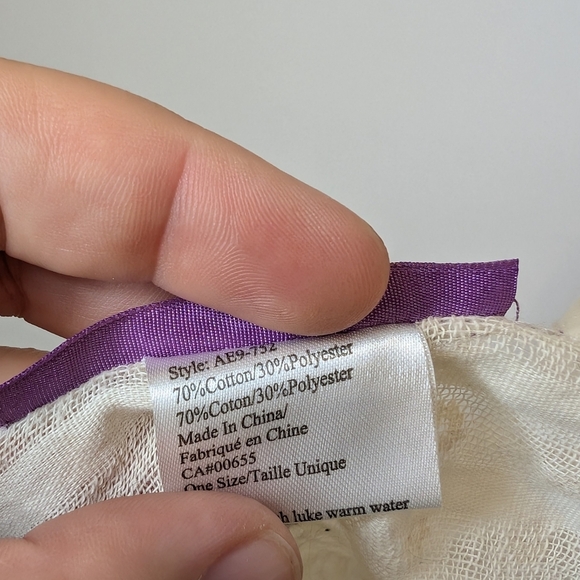 Style: AE9-752
70%Cotton/30%Polyester
70%Coton/30%Polyester
Made In China/
Fabriqué en Chine
CA#00655
One Size/Taille Unique
luke warm water